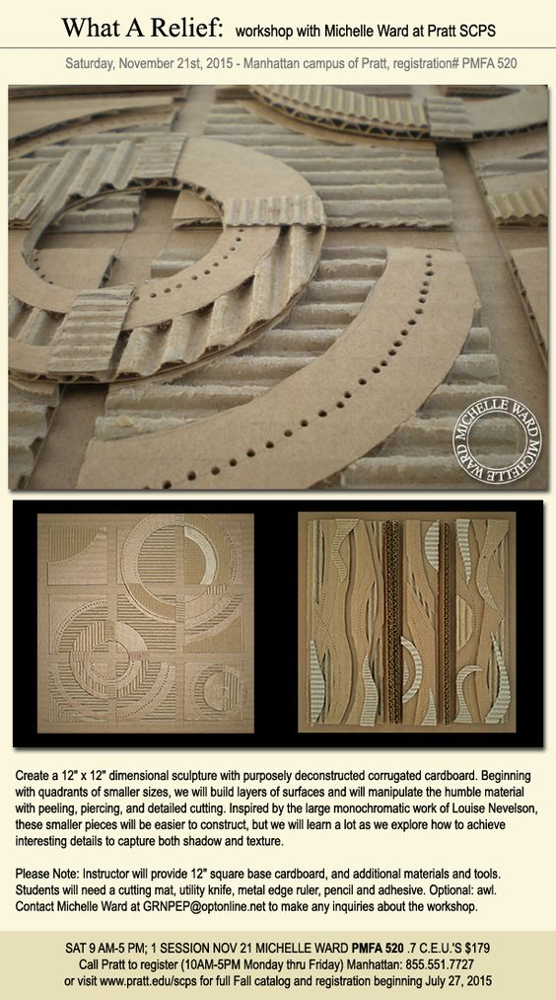 What A Relief: workshop with Michelle Ward at Pratt SCPS
Saturday, November 21st, 2015 - Manhattan campus of Pratt, registration# PMFA 520
MICHELLE WARD MICHELLE WARD
Create a 12" x 12" dimensional sculpture with purposely deconstructed corrugated cardboard. Beginning
with quadrants of smaller sizes, we will build layers of surfaces and will manipulate the humble material
with peeling, piercing, and detailed cutting. Inspired by the large monochromatic work of Louise Nevelson,
these smaller pieces will be easier to construct, but we will learn a lot as we explore how to achieve
interesting details to capture both shadow and texture.
Please Note: Instructor will provide 12" square base cardboard, and additional materials and tools.
Students will need a cutting mat, utility knife, metal edge ruler, pencil and adhesive. Optional: awl.
Contact Michelle Ward at GRNPEP@optonline.net to make any inquiries about the workshop.
SAT 9 AM-5 PM; 1 SESSION NOV 21 MICHELLE WARD PMFA 520 .7 C.E.U.'S $179
Call Pratt to register (10AM-5PM Monday thru Friday) Manhattan: 855.551.7727
or visit www.pratt.edu/scps for full Fall catalog and registration beginning July 27, 2015